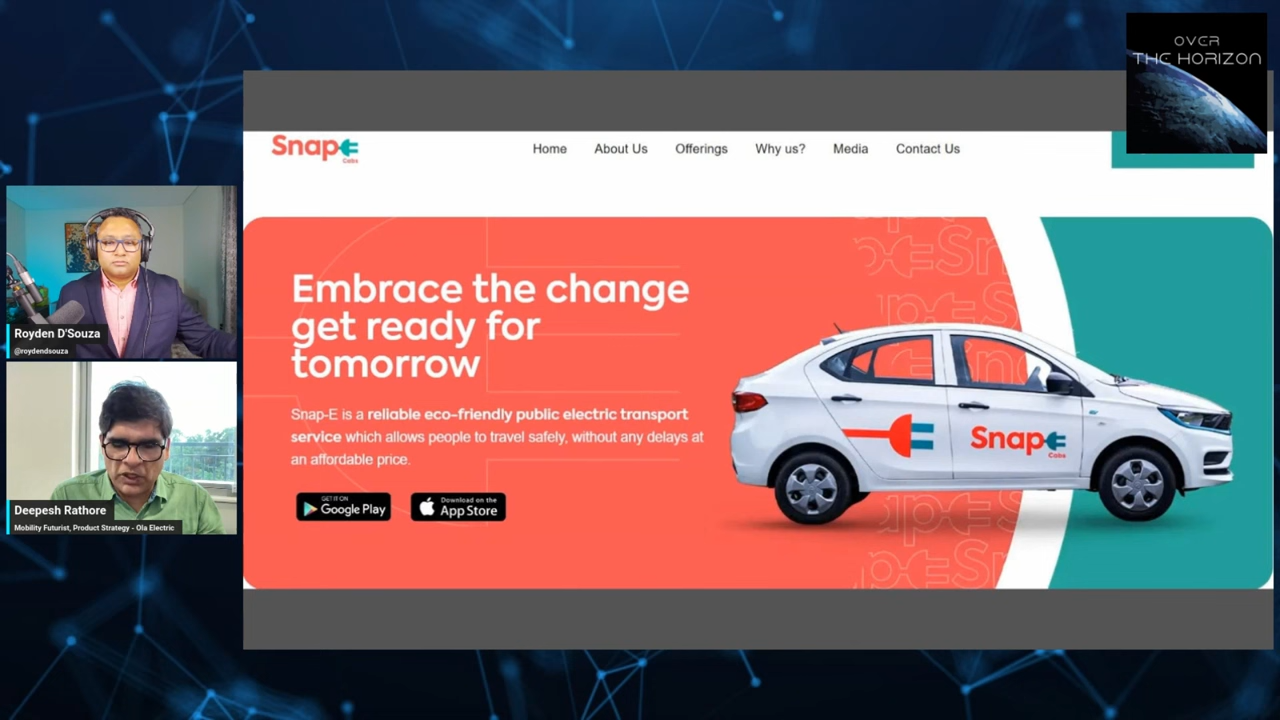 OVER
THE HORIZON
Snap
Cabs
Home
About Us
Offerings
Why us?
Media
Contact Us
Embrace the change
get ready for
tomorrow
Snap-E is a reliable eco-friendly public electric transport
service which allows people to travel safely, without any delays at
an affordable price.
GET IT ON
Google Play
Download on the
App Store
Snap
Cabs
Royden D'Souza
@roydendsouza
Deepesh Rathore
Mobility Futurist, Product Strategy - Ola Electric